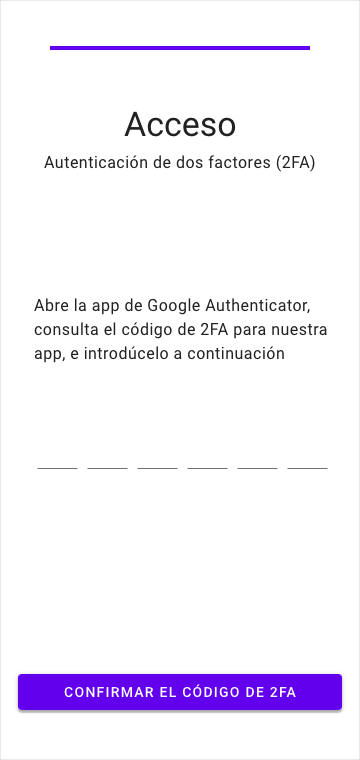 Acceso
Autenticación de dos factores (2FA)
Abre la app de Google Authenticator,
consulta el código de 2FA para nuestra
app, e introdúcelo a continuación
CONFIRMAR EL CÓDIGO DE 2FA